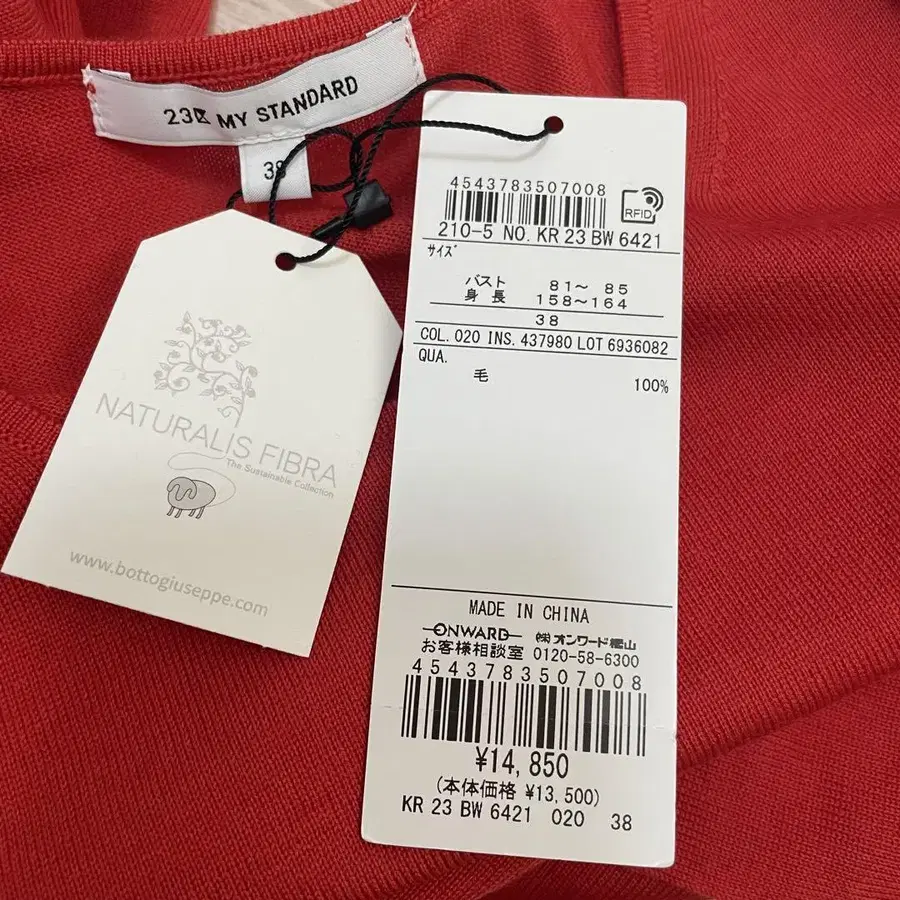 23区 MY STANDARD
38
NATURALIS FIBRA
The Sustainable Collection
www.bottogiuseppe.com
4543783507008
RFID
210-5 NO. KR 23 BW 6421
サイズ
バスト 81～ 85
身長 158～164
38
COL. 020 INS. 437980 LOT 6936082
QUA.
毛 100%
MADE IN CHINA
ONWARD ㈱オンワード樫山
お客様相談室 0120-58-6300
4543783507008
¥14,850
(本体価格 ¥13,500)
KR 23 BW 6421 020 38